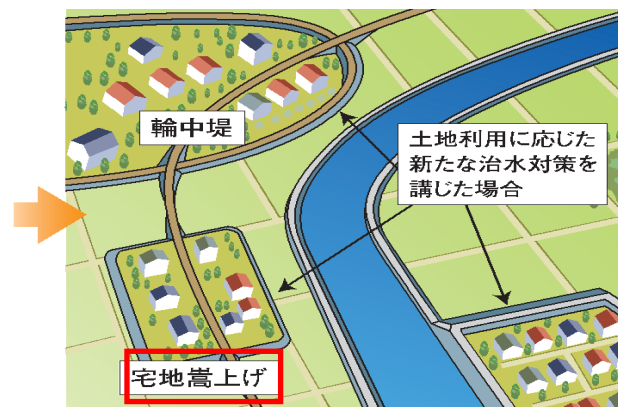 輪中堤
土地利用に応じた
新たな治水対策を
講じた場合
宅地嵩上げ